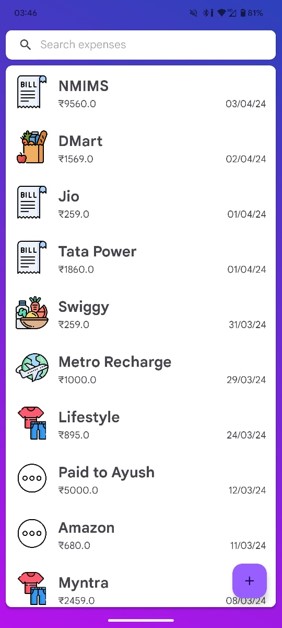 03:46
81%
Search expenses
BILL
NMIMS
₹9560.0
03/04/24
DMart
₹1569.0
02/04/24
BILL
Jio
₹259.0
01/04/24
BILL
Tata Power
₹1860.0
01/04/24
Swiggy
₹259.0
31/03/24
Metro Recharge
₹1000.0
29/03/24
Lifestyle
₹895.0
24/03/24
Paid to Ayush
₹5000.0
12/03/24
Amazon
₹680.0
11/03/24
Myntra
₹2459.0
08/03/24